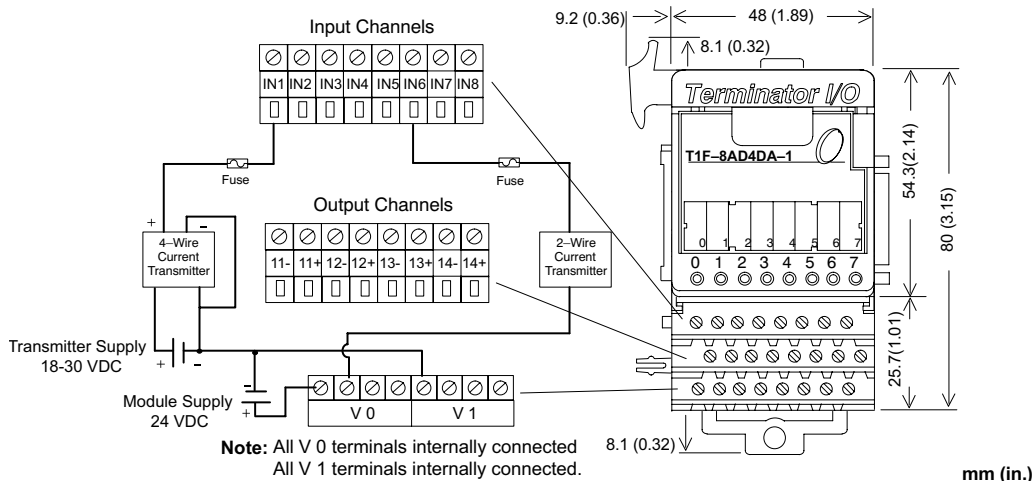 Input Channels
IN1 IN2 IN3 IN4 IN5 IN6 IN7 IN8
Fuse
Fuse
Output Channels
11- 11+ 12- 12+ 13- 13+ 14- 14+
+
-
4–Wire
Current
Transmitter
2–Wire
Current
Transmitter
Transmitter Supply
18-30 VDC
+
-
Module Supply
24 VDC
-
+
V 0
V 1
Note: All V 0 terminals internally connected
All V 1 terminals internally connected.
9.2 (0.36)
48 (1.89)
8.1 (0.32)
Terminator I/O
T1F–8AD4DA–1
0 1 2 3 4 5 6 7
0 1 2 3 4 5 6 7
54.3(2.14)
80 (3.15)
25.7(1.01)
8.1 (0.32)
mm (in.)